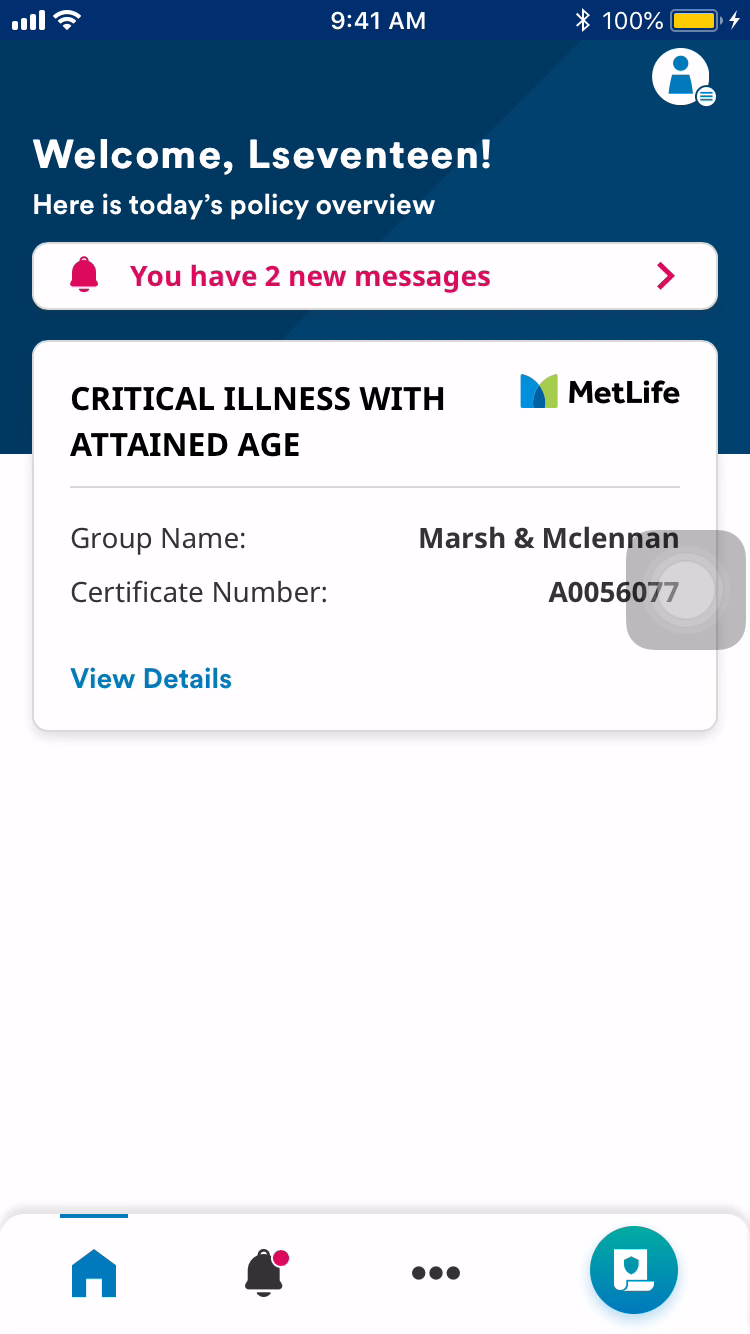 9:41 AM 100%
Welcome, Lseventeen!
Here is today's policy overview
You have 2 new messages
CRITICAL ILLNESS WITH
ATTAINED AGE
MetLife
Group Name: Marsh & Mclennan
Certificate Number: A0056077
View Details